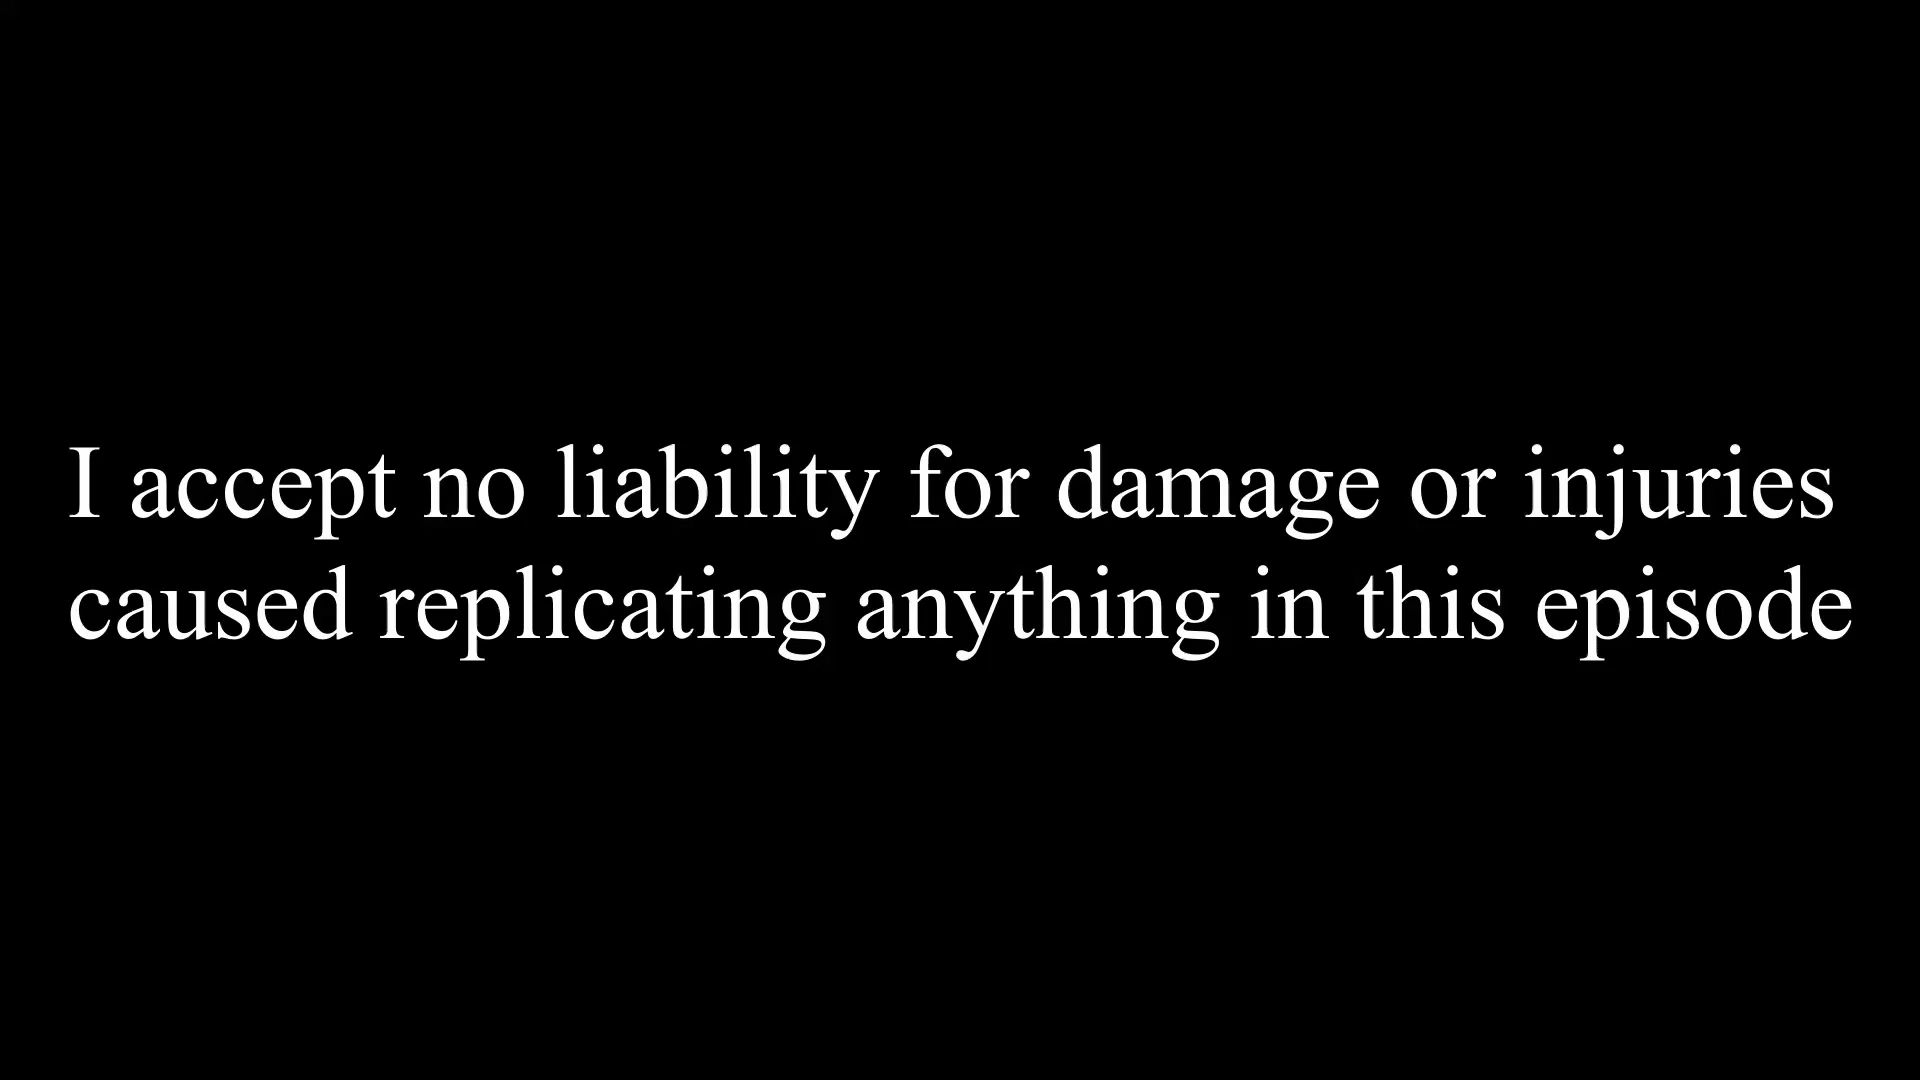 I accept no liability for damage or injuries
caused replicating anything in this episode